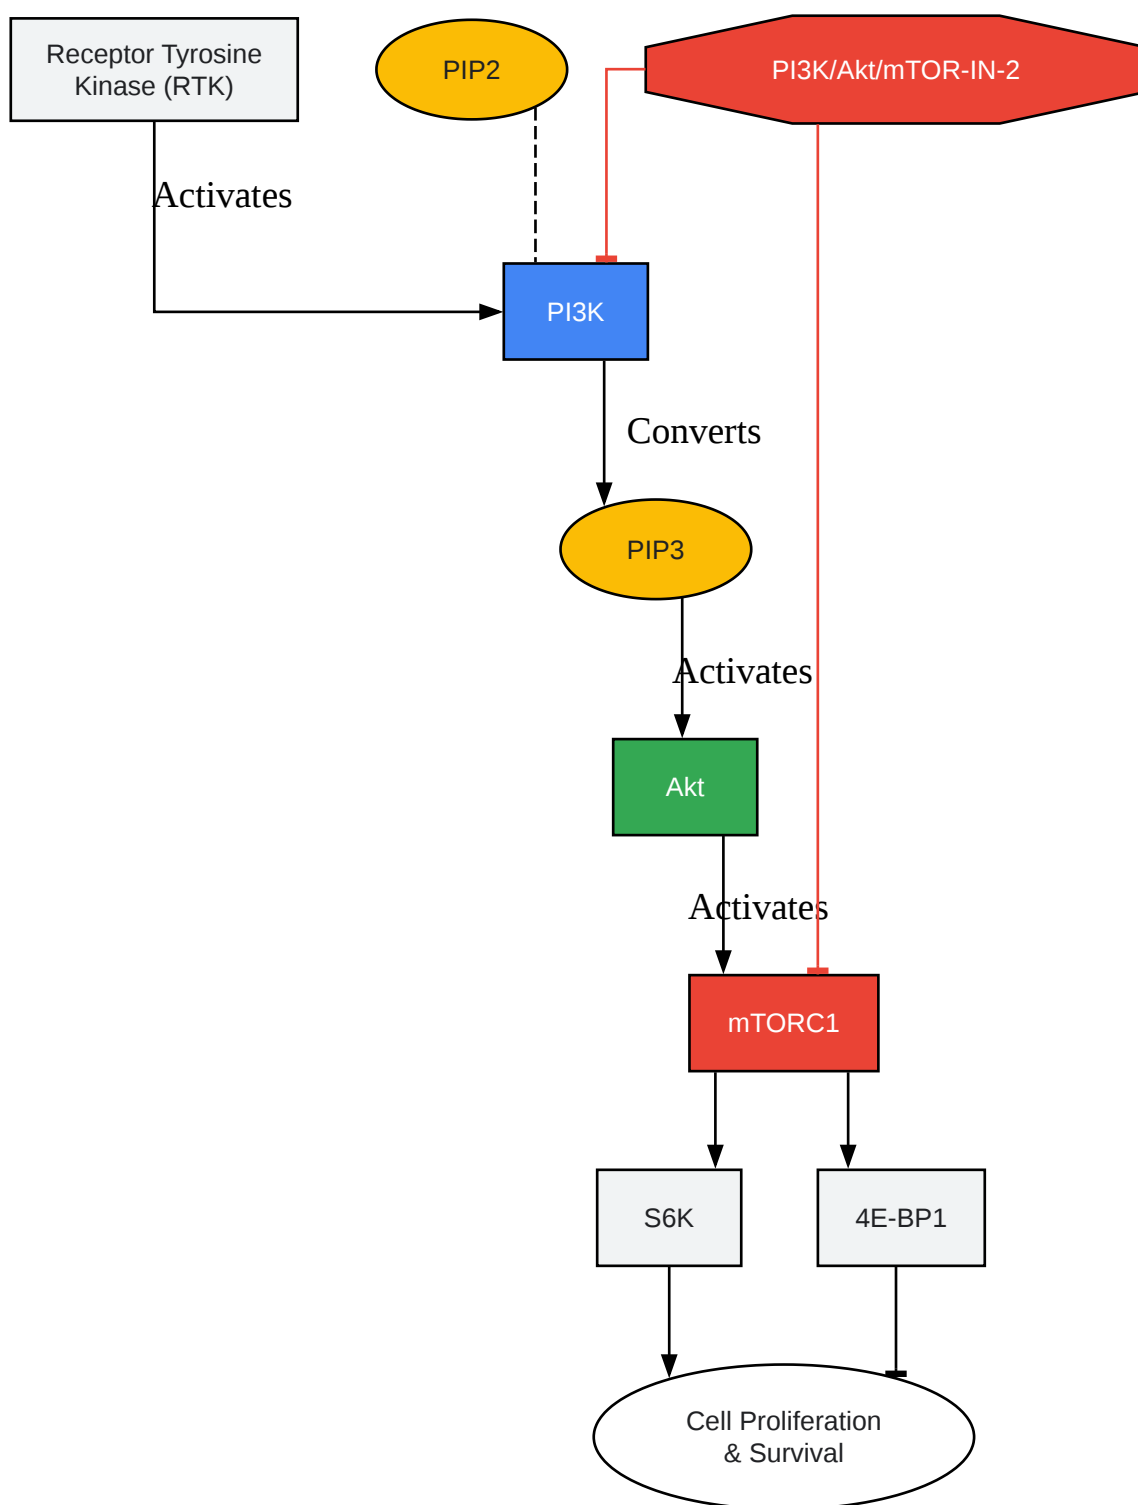 Receptor Tyrosine
Kinase (RTK)
PIP2
PI3K/Akt/mTOR-IN-2
Activates
PI3K
Converts
PIP3
Activates
Akt
Activates
mTORC1
S6K
4E-BP1
Cell Proliferation
& Survival